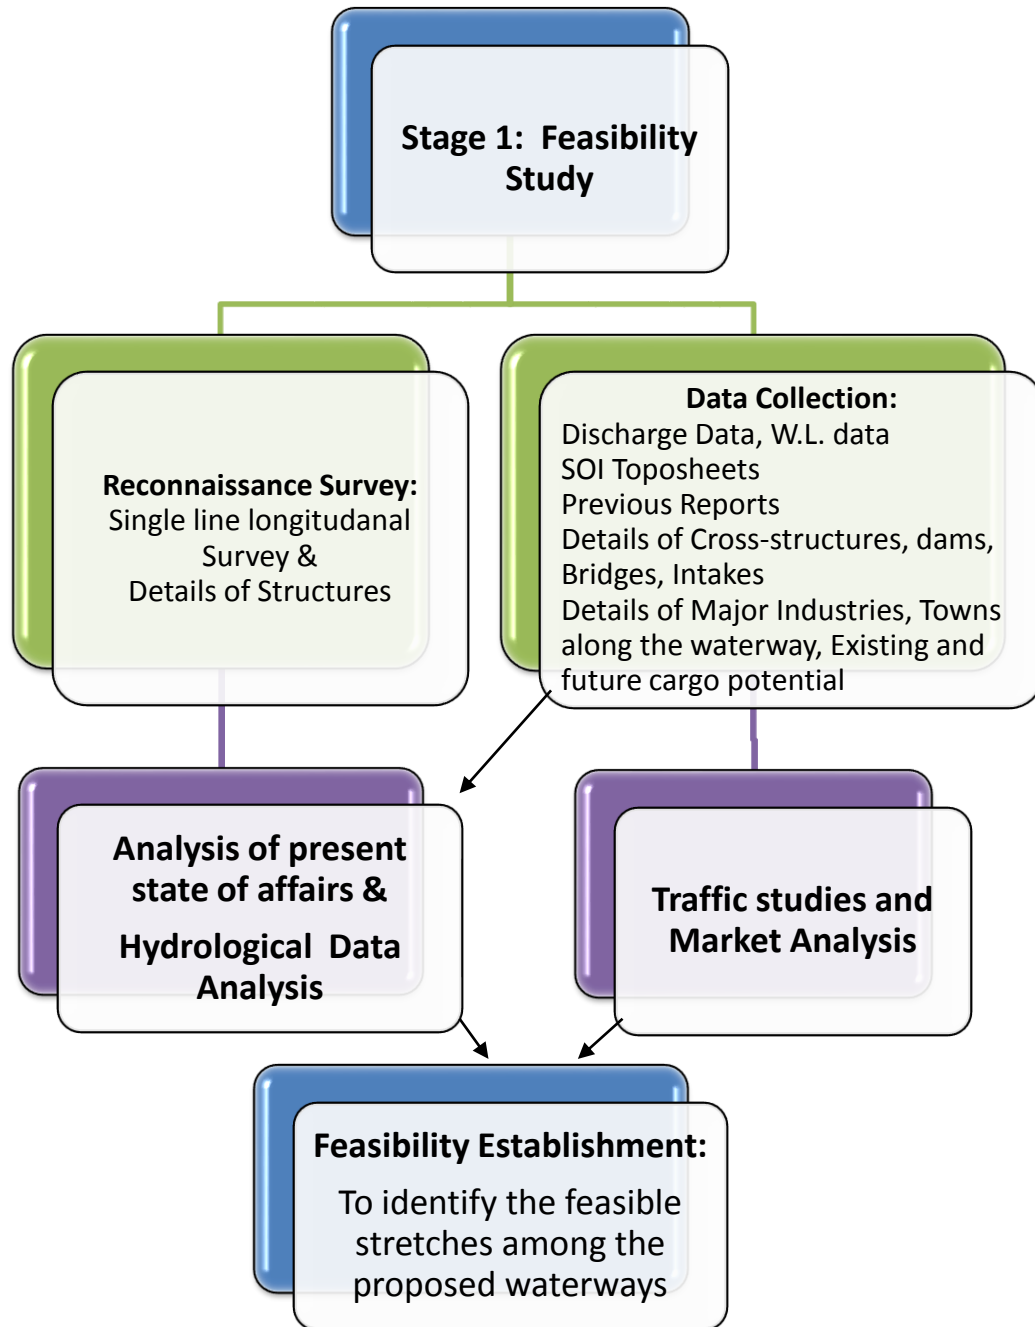 Stage 1:  Feasibility
Study
Reconnaissance Survey:
Single line longitudanal
Survey &
Details of Structures
Data Collection:
Discharge Data, W.L. data
SOI Toposheets
Previous Reports
Details of Cross-structures, dams,
Bridges, Intakes
Details of Major Industries, Towns
along the waterway, Existing and
future cargo potential
Analysis of present
state of affairs &
Hydrological  Data
Analysis
Traffic studies and
Market Analysis
Feasibility Establishment:
To identify the feasible
stretches among the
proposed waterways